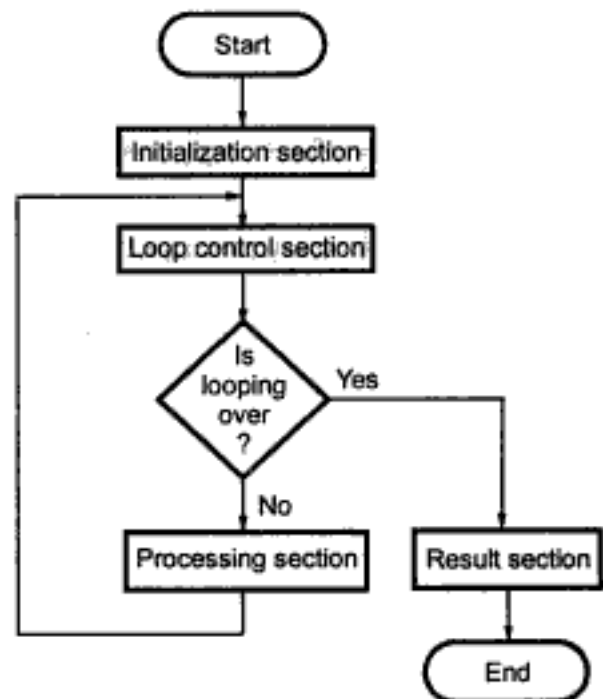 Start
Initialization section
Loop control section
Is
looping
over
?
Yes
No
Processing section
Result section
End